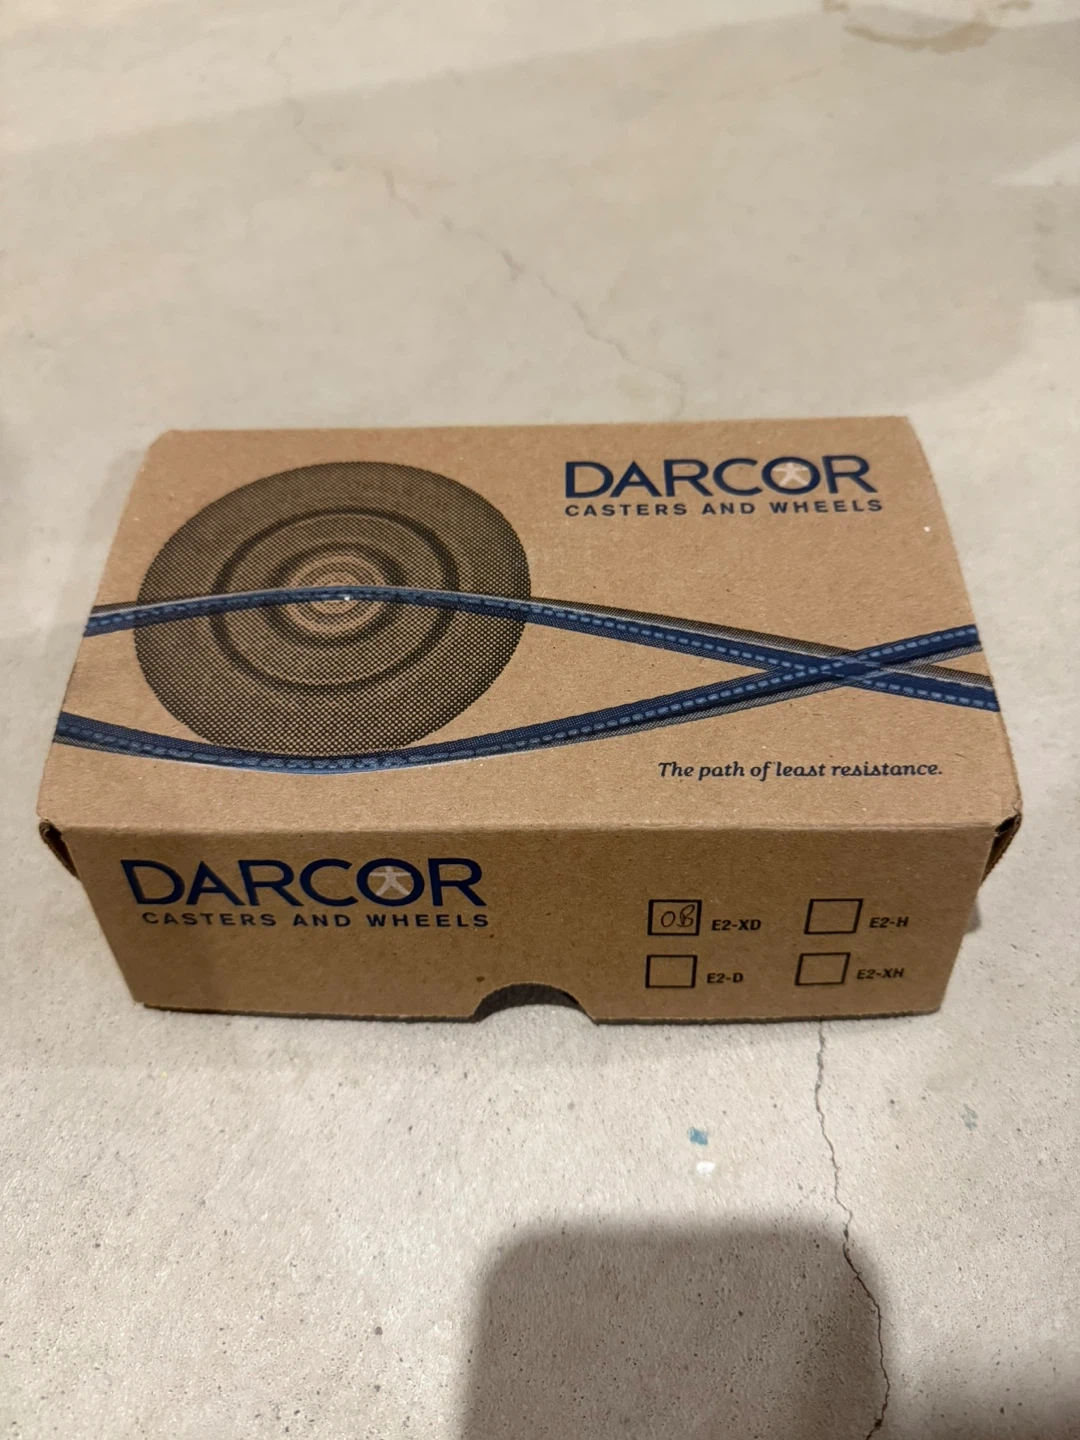 DARCOR
CASTERS AND WHEELS
The path of least resistance.
DARCOR
CASTERS AND WHEELS
OB E2-XD
E2-H
E2-D
E2-XH